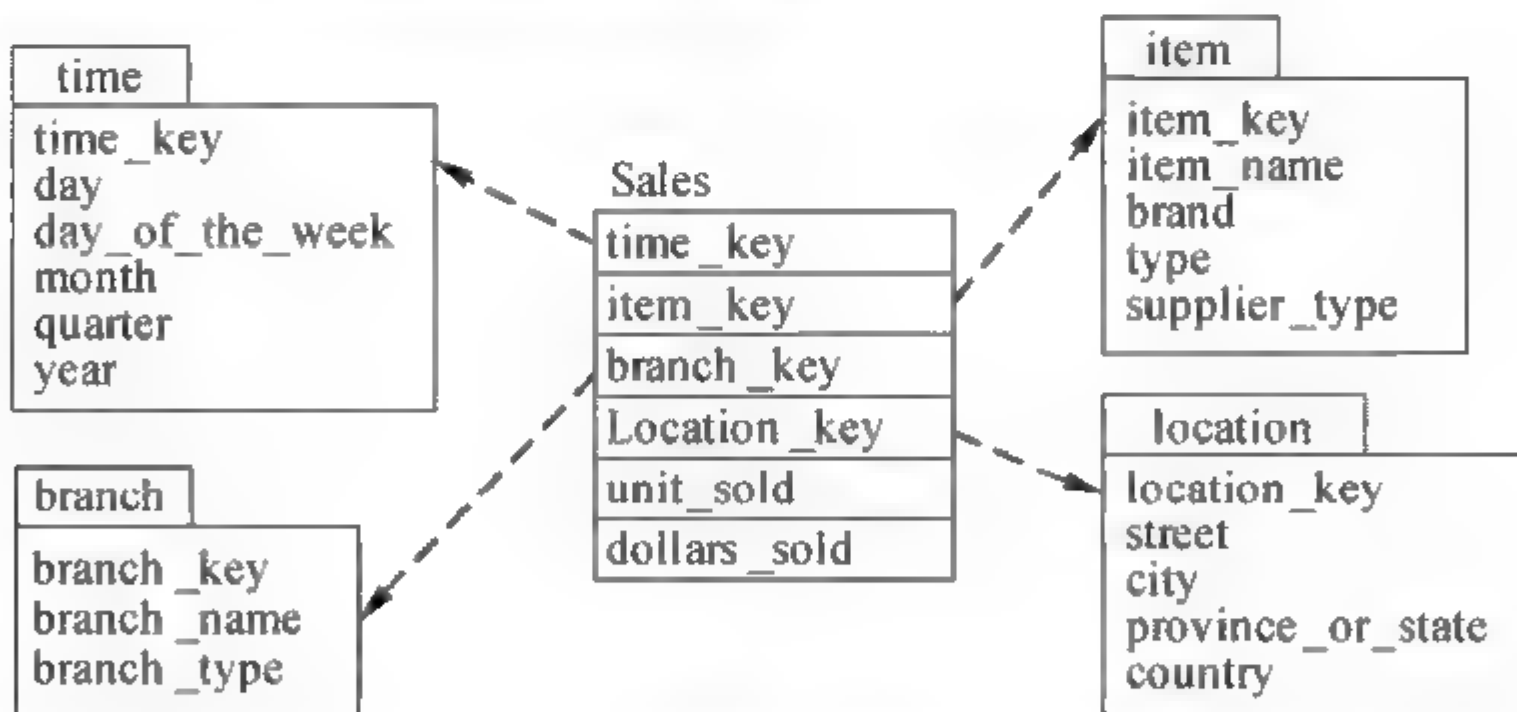 time
time_key
day
day_of_the_week
month
quarter
year
branch
branch_key
branch_name
branch_type
Sales
time_key
item_key
branch_key
Location_key
unit_sold
dollars_sold
item
item_key
item_name
brand
type
supplier_type
location
location_key
street
city
province_or_state
country